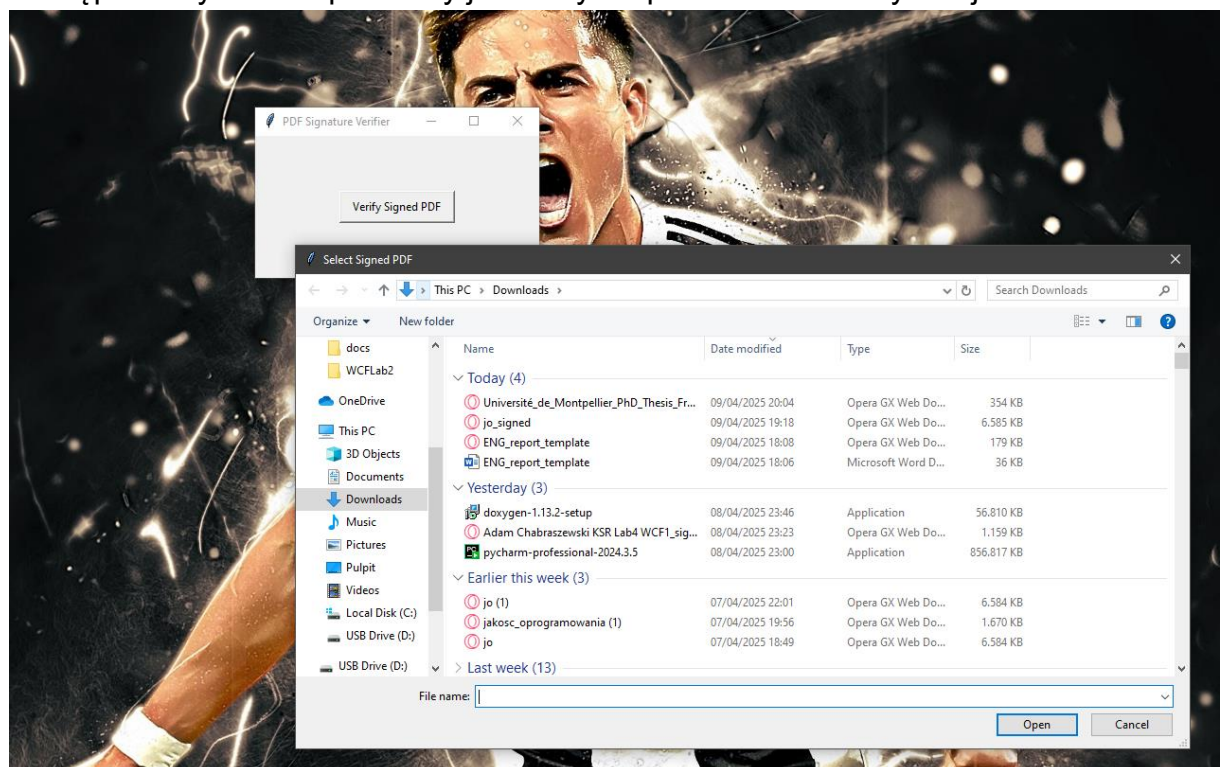 PDF Signature Verifier
Verify Signed PDF
Select Signed PDF
This PC > Downloads >
Search Downloads
Organize
New folder
docs
WCFLab2
OneDrive
This PC
3D Objects
Documents
Downloads
Music
Pictures
Pulpit
Videos
Local Disk (C:)
USB Drive (D:)
USB Drive (D:)
Name Date modified Type Size
Today (4)
Université_de_Montpellier_PhD_Thesis_Fr... 09/04/2025 20:04 Opera GX Web Do... 354 KB
jo_signed 09/04/2025 19:18 Opera GX Web Do... 6.585 KB
ENG_report_template 09/04/2025 18:08 Opera GX Web Do... 179 KB
ENG_report_template 09/04/2025 18:06 Microsoft Word D... 36 KB
Yesterday (3)
doxygen-1.13.2-setup 08/04/2025 23:46 Application 56.810 KB
Adam Chabraszewski KSR Lab4 WCF1_sig... 08/04/2025 23:23 Opera GX Web Do... 1.159 KB
pycharm-professional-2024.3.5 08/04/2025 23:00 Application 856.817 KB
Earlier this week (3)
jo (1) 07/04/2025 22:01 Opera GX Web Do... 6.584 KB
jakosc_oprogramowania (1) 07/04/2025 19:56 Opera GX Web Do... 1.670 KB
jo 07/04/2025 18:49 Opera GX Web Do... 6.584 KB
Last week (13)
File name:
Open Cancel